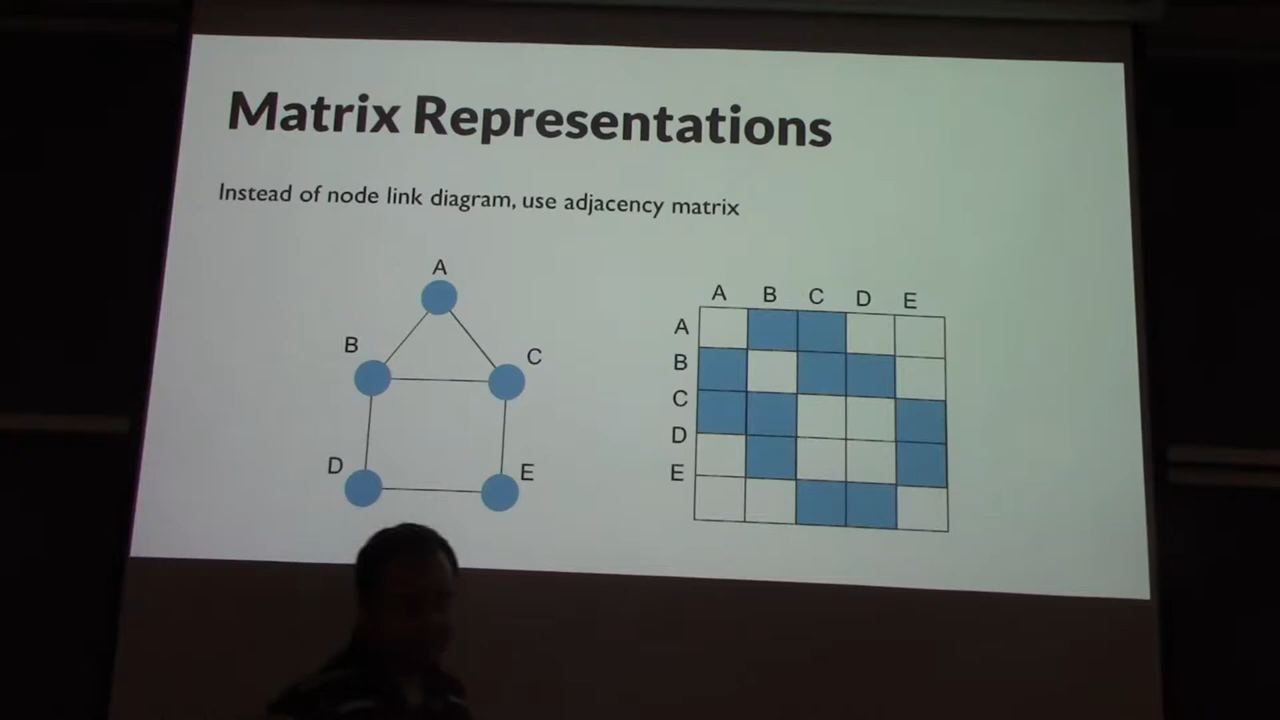 Matrix Representations
Instead of node link diagram, use adjacency matrix
A
B
C
D
E
A B C D E
A
B
C
D
E